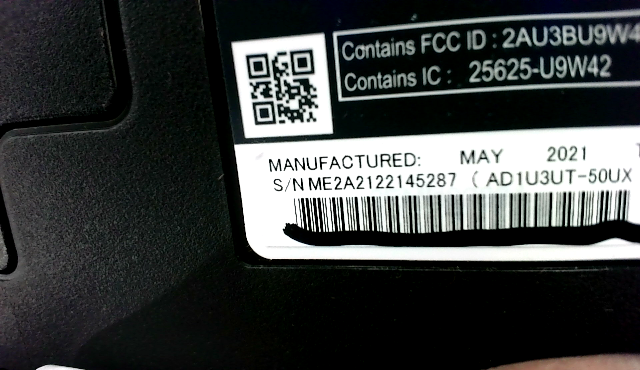 Contains FCC ID : 2AU3BU9W4
Contains IC : 25625-U9W42
MANUFACTURED: MAY 2021
S/N ME2A2122145287 ( AD1U3UT-50UX